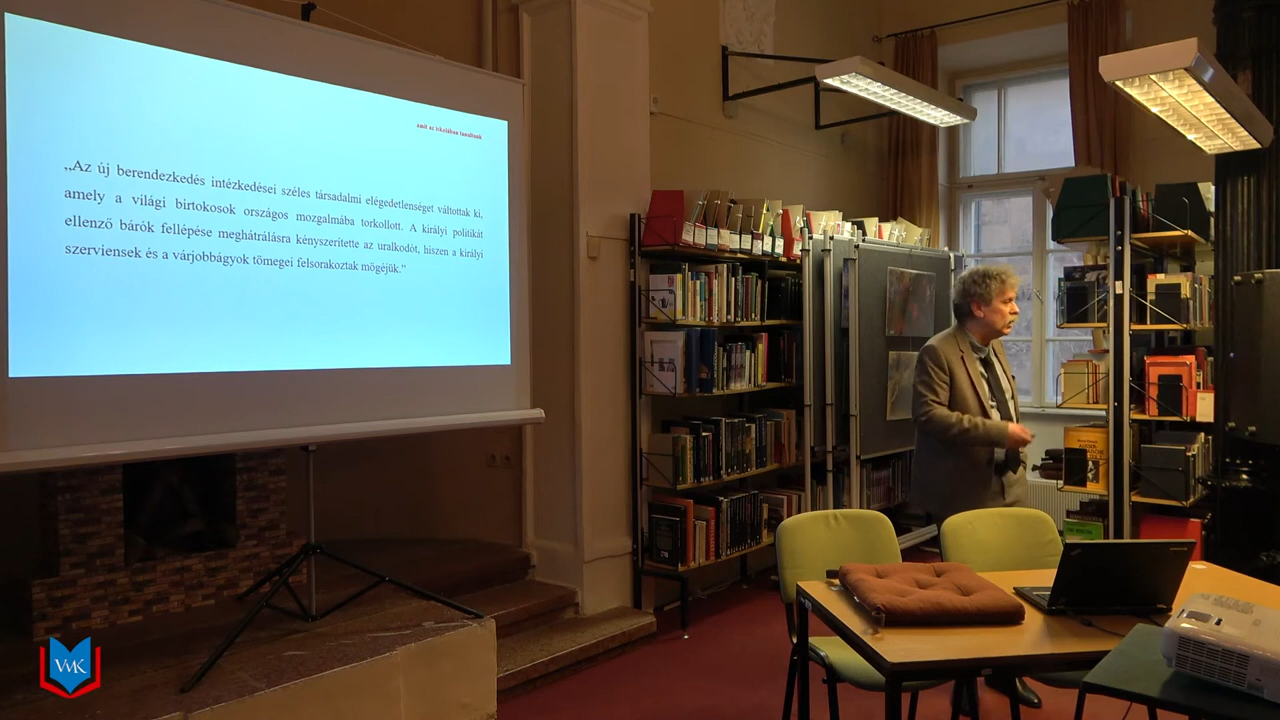 amit az iskolában tanultunk
„Az új berendezkedés intézkedései széles társadalmi elégedetlenséget váltottak ki,
amely a világi birtokosok országos mozgalmába torkollott. A királyi politikát
ellenző bárók fellépése meghátrálásra kényszerítette az uralkodót, hiszen a királyi
szerviensek és a várjobbágyok tömegei felsorakoztak mögéjük.”
VMK